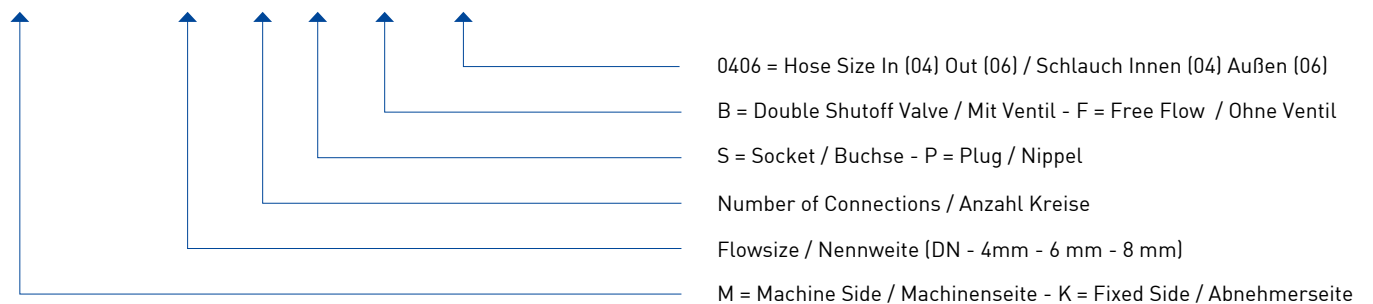 0406 = Hose Size In (04) Out (06) / Schlauch Innen (04) Außen (06)
B = Double Shutoff Valve / Mit Ventil - F = Free Flow / Ohne Ventil
S = Socket / Buchse - P = Plug / Nippel
Number of Connections / Anzahl Kreise
Flowsize / Nennweite (DN - 4mm - 6 mm - 8 mm)
M = Machine Side / Machinenseite - K = Fixed Side / Abnehmerseite